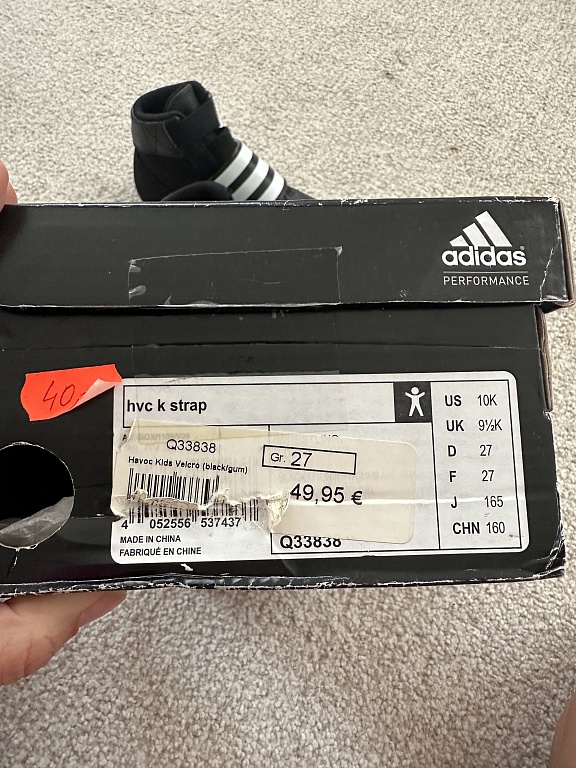 adidas
PERFORMANCE
40,
hvc k strap
Q33838
Havoc Kids Velcro (black/gum)
Gr. 27
49,95 €
4 052556 537437
MADE IN CHINA
FABRIQUÉ EN CHINE
Q33838
US 10K
UK 9½K
D 27
F 27
J 165
CHN 160